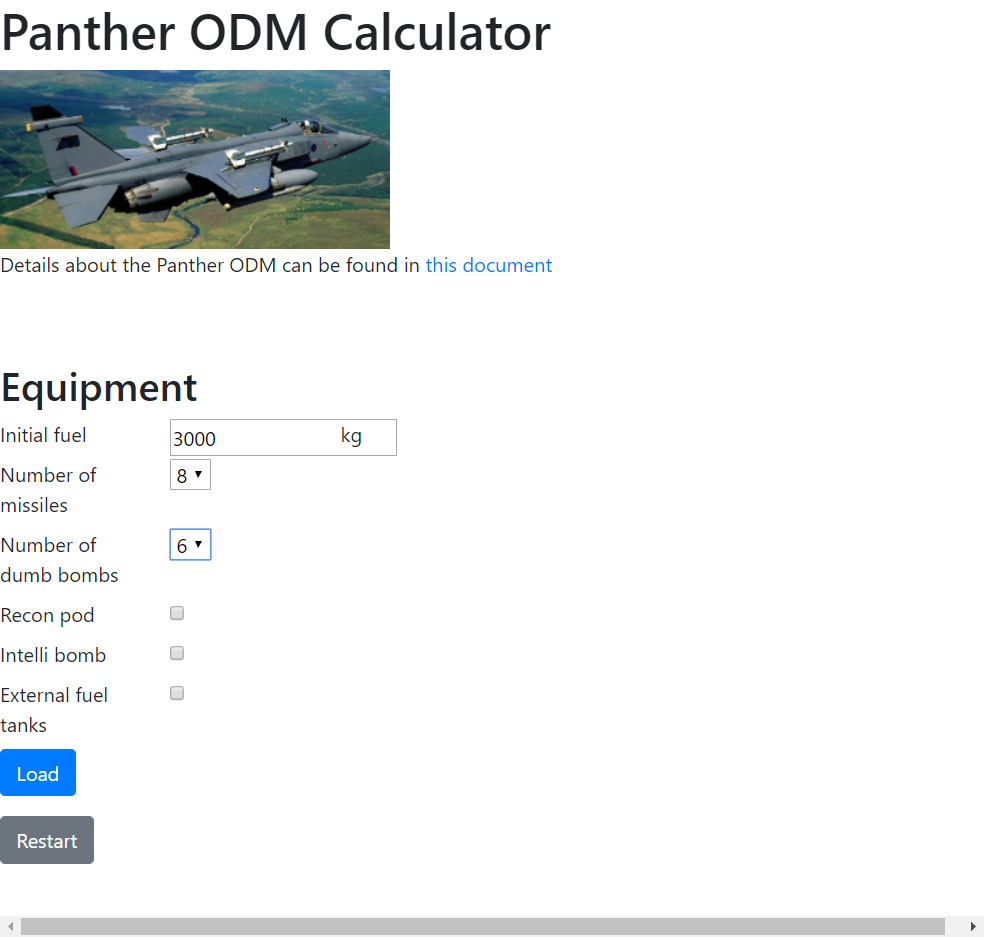 Panther ODM Calculator
Details about the Panther ODM can be found in this document
Equipment
Initial fuel 3000 kg
Number of 8
missiles
Number of 6
dumb bombs
Recon pod
Intelli bomb
External fuel
tanks
Load
Restart